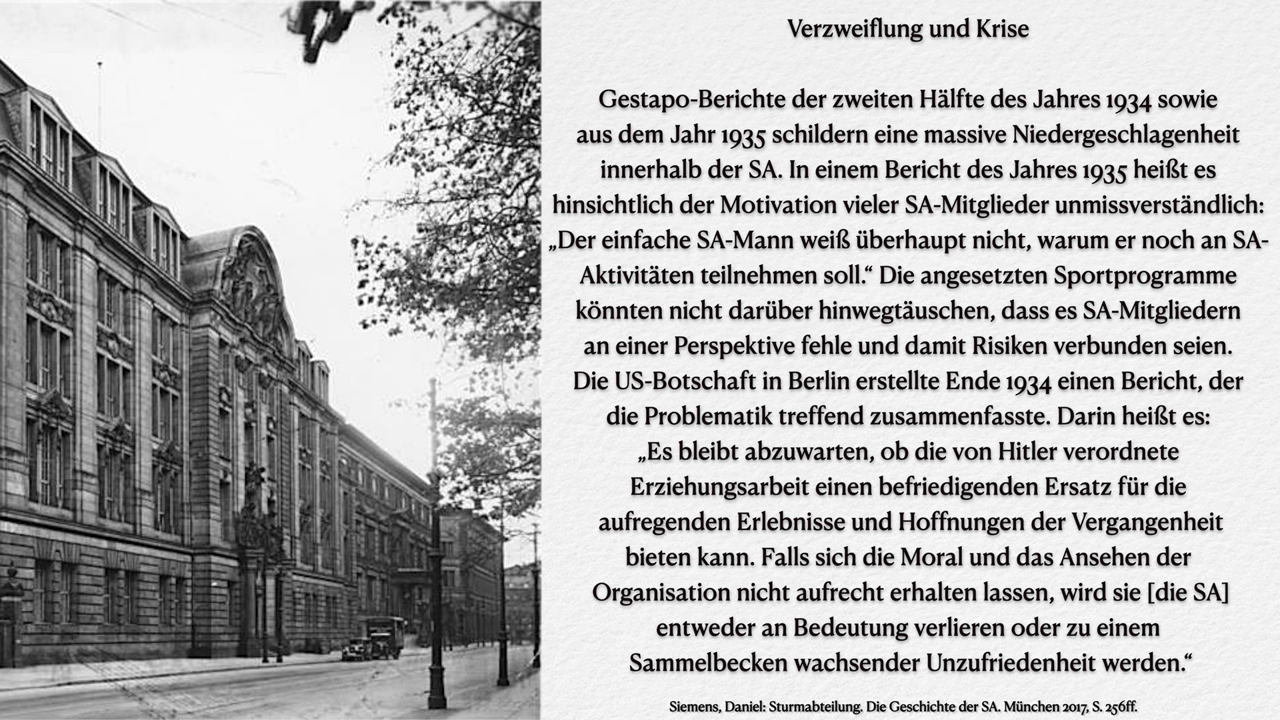 Verzweiflung und Krise
Gestapo-Berichte der zweiten Hälfte des Jahres 1934 sowie
aus dem Jahr 1935 schildern eine massive Niedergeschlagenheit
innerhalb der SA. In einem Bericht des Jahres 1935 heißt es
hinsichtlich der Motivation vieler SA-Mitglieder unmissverständlich:
„Der einfache SA-Mann weiß überhaupt nicht, warum er noch an SA-
Aktivitäten teilnehmen soll.“ Die angesetzten Sportprogramme
könnten nicht darüber hinwegtäuschen, dass es SA-Mitgliedern
an einer Perspektive fehle und damit Risiken verbunden seien.
Die US-Botschaft in Berlin erstellte Ende 1934 einen Bericht, der
die Problematik treffend zusammenfasste. Darin heißt es:
„Es bleibt abzuwarten, ob die von Hitler verordnete
Erziehungsarbeit einen befriedigenden Ersatz für die
aufregenden Erlebnisse und Hoffnungen der Vergangenheit
bieten kann. Falls sich die Moral und das Ansehen der
Organisation nicht aufrecht erhalten lassen, wird sie [die SA]
entweder an Bedeutung verlieren oder zu einem
Sammelbecken wachsender Unzufriedenheit werden.“
Siemens, Daniel: Sturmabteilung. Die Geschichte der SA. München 2017, S. 256ff.